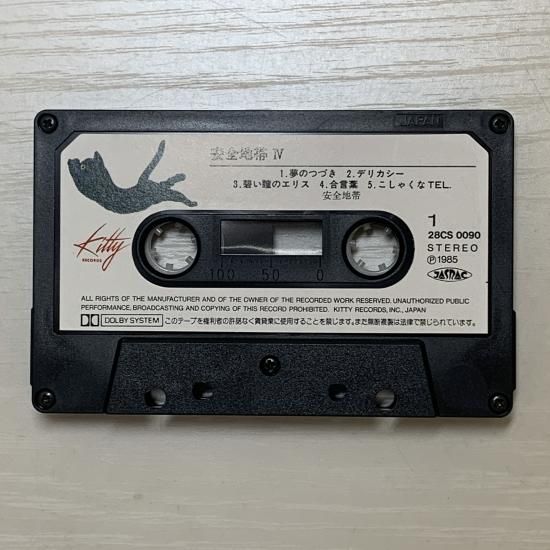 JAPAN
安全地帯 IV
1.夢のつづき 2.デリカシー
3.碧い瞳のエリス 4.合言葉 5.こしゃくなTEL.
安全地帯
Kitty
RECORDS
1
28CS 0090
STEREO
Ⓟ1985
JASRAC
100 50 0
ALL RIGHTS OF THE MANUFACTURER AND OF THE OWNER OF THE RECORDED WORK RESERVED. UNAUTHORIZED PUBLIC
PERFORMANCE, BROADCASTING AND COPYING OF THIS RECORD PROHIBITED. KITTY RECORDS, INC., JAPAN
DOLBY SYSTEM このテープを権利者の許諾なく賃貸業に使用することを禁じます。また無断複製は法律で禁じられています。